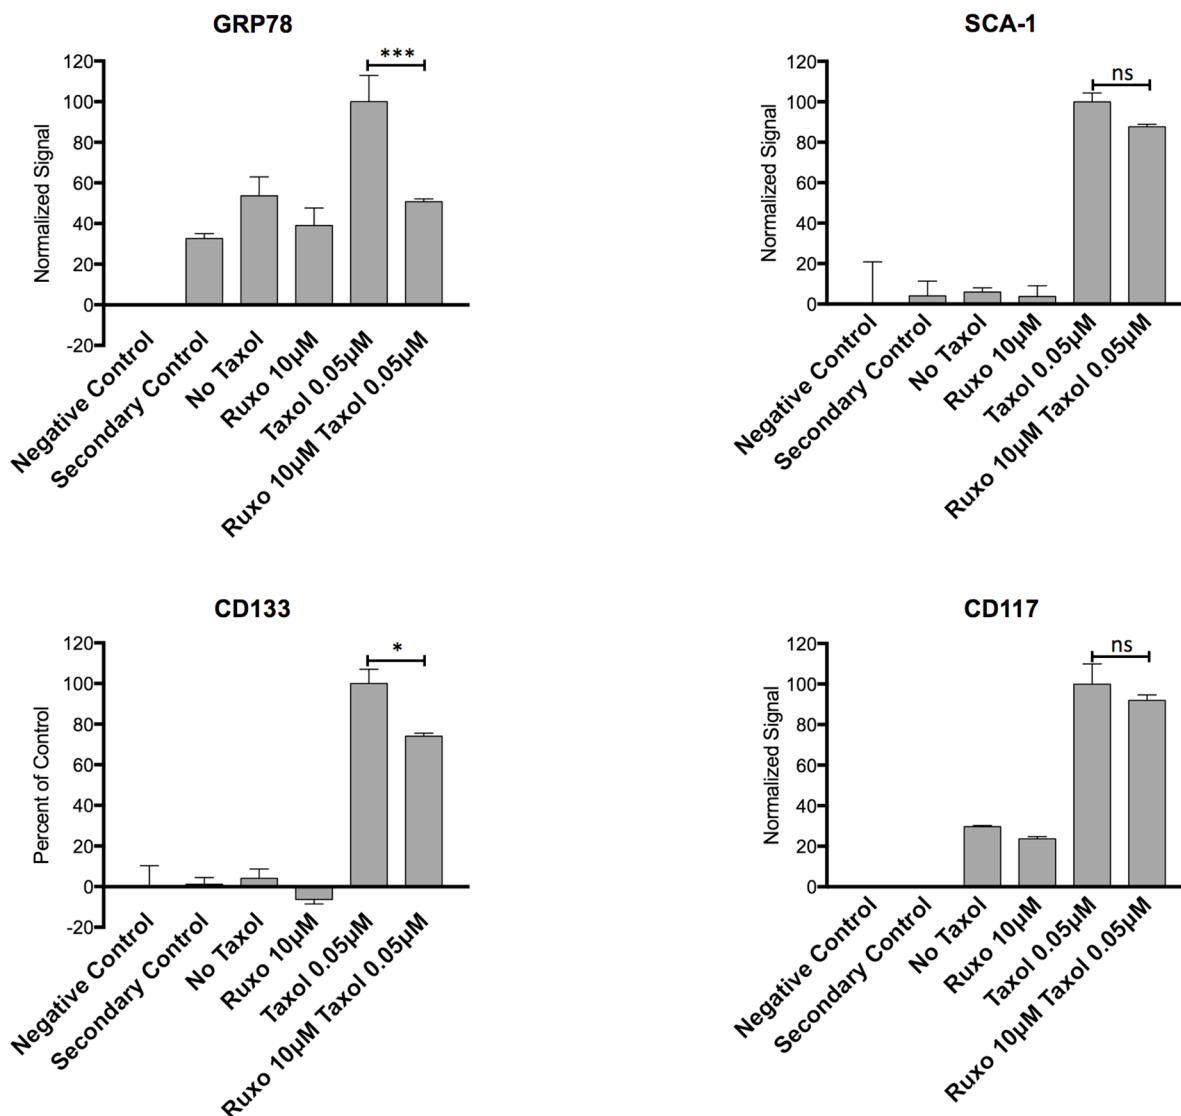 GRP78
***
Normalized Signal
120
100
80
60
40
20
0
-20
Negative Control
Secondary Control
No Taxol
Ruxo 10µM
Taxol 0.05µM
Ruxo 10µM Taxol 0.05µM
SCA-1
ns
Normalized Signal
120
100
80
60
40
20
0
Negative Control
Secondary Control
No Taxol
Ruxo 10µM
Taxol 0.05µM
Ruxo 10µM Taxol 0.05µM
CD133
*
Percent of Control
120
100
80
60
40
20
0
-20
Negative Control
Secondary Control
No Taxol
Ruxo 10µM
Taxol 0.05µM
Ruxo 10µM Taxol 0.05µM
CD117
ns
Normalized Signal
120
100
80
60
40
20
0
Negative Control
Secondary Control
No Taxol
Ruxo 10µM
Taxol 0.05µM
Ruxo 10µM Taxol 0.05µM